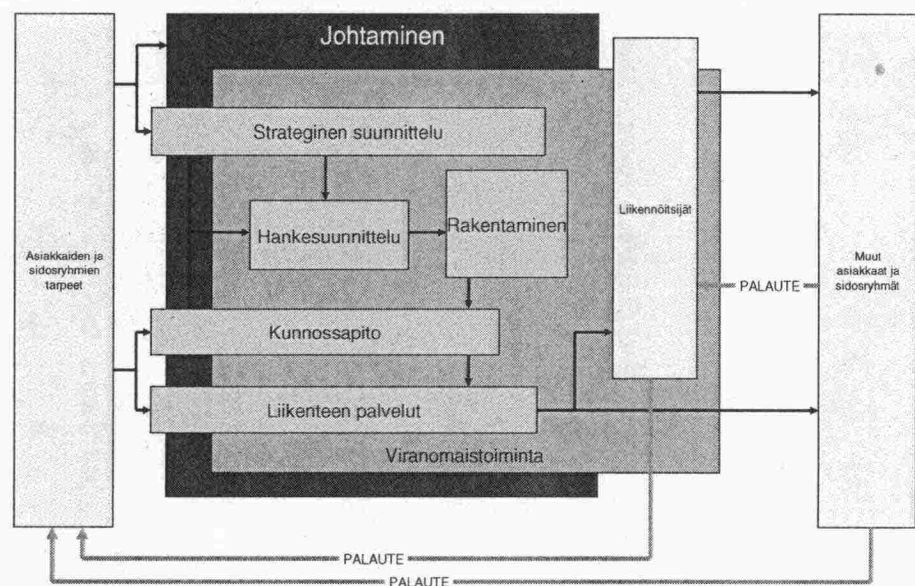 Johtaminen
Strateginen suunnittelu
Liikennöitsijät
Hankesuunnittelu
Rakentaminen
Asiakkaiden ja
sidosryhmien
tarpeet
Muut
asiakkaat ja
sidosryhmät
PALAUTE
Kunnossapito
Liikenteen palvelut
Viranomaistoiminta
PALAUTE
PALAUTE